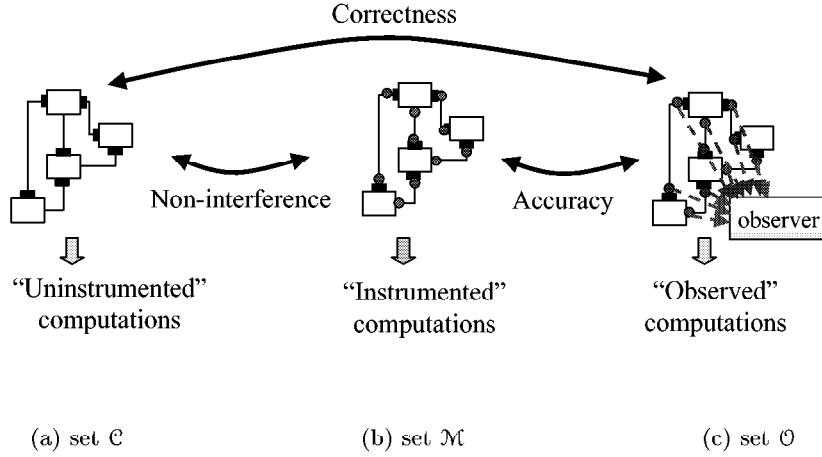 Correctness
Non-interference
Accuracy
observer
“Uninstrumented”
computations
“Instrumented”
computations
“Observed”
computations
(a) set 𝒞
(b) set ℳ
(c) set 𝒪